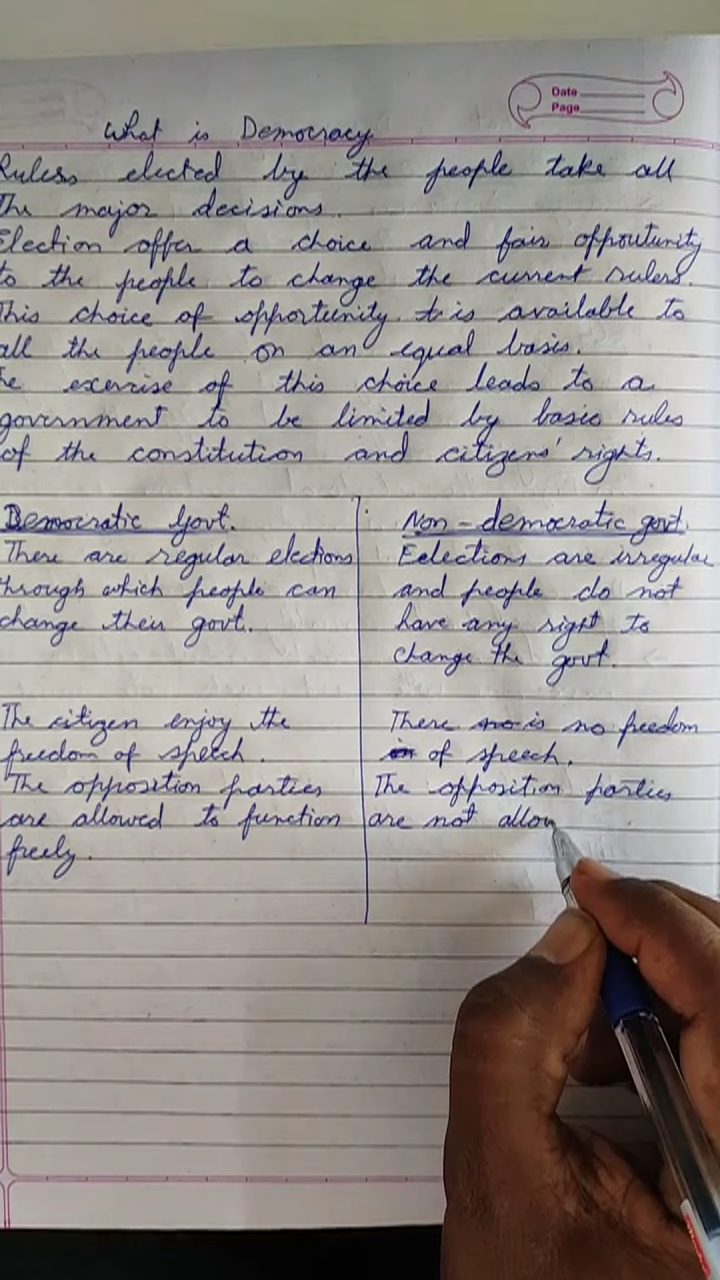 Date
Page
What is Democracy
Rulers elected by the people take all
The major decisions.
Election offer a choice and fair opportunity
to the people to change the current rulers.
This choice of opportunity is available to
all the people on an equal basis.
he exercise of this choice leads to a
government to be limited by basic rules
of the constitution and citizens' rights.
Democratic Govt.
There are regular elections
through which people can
change their govt.
The citizen enjoy the
freedom of speech.
The opposition parties
are allowed to function
freely.
Non-democratic govt.
Eelections are irregular
and people do not
have any right to
change the govt.
There is no freedom
of speech.
The opposition parties
are not allow